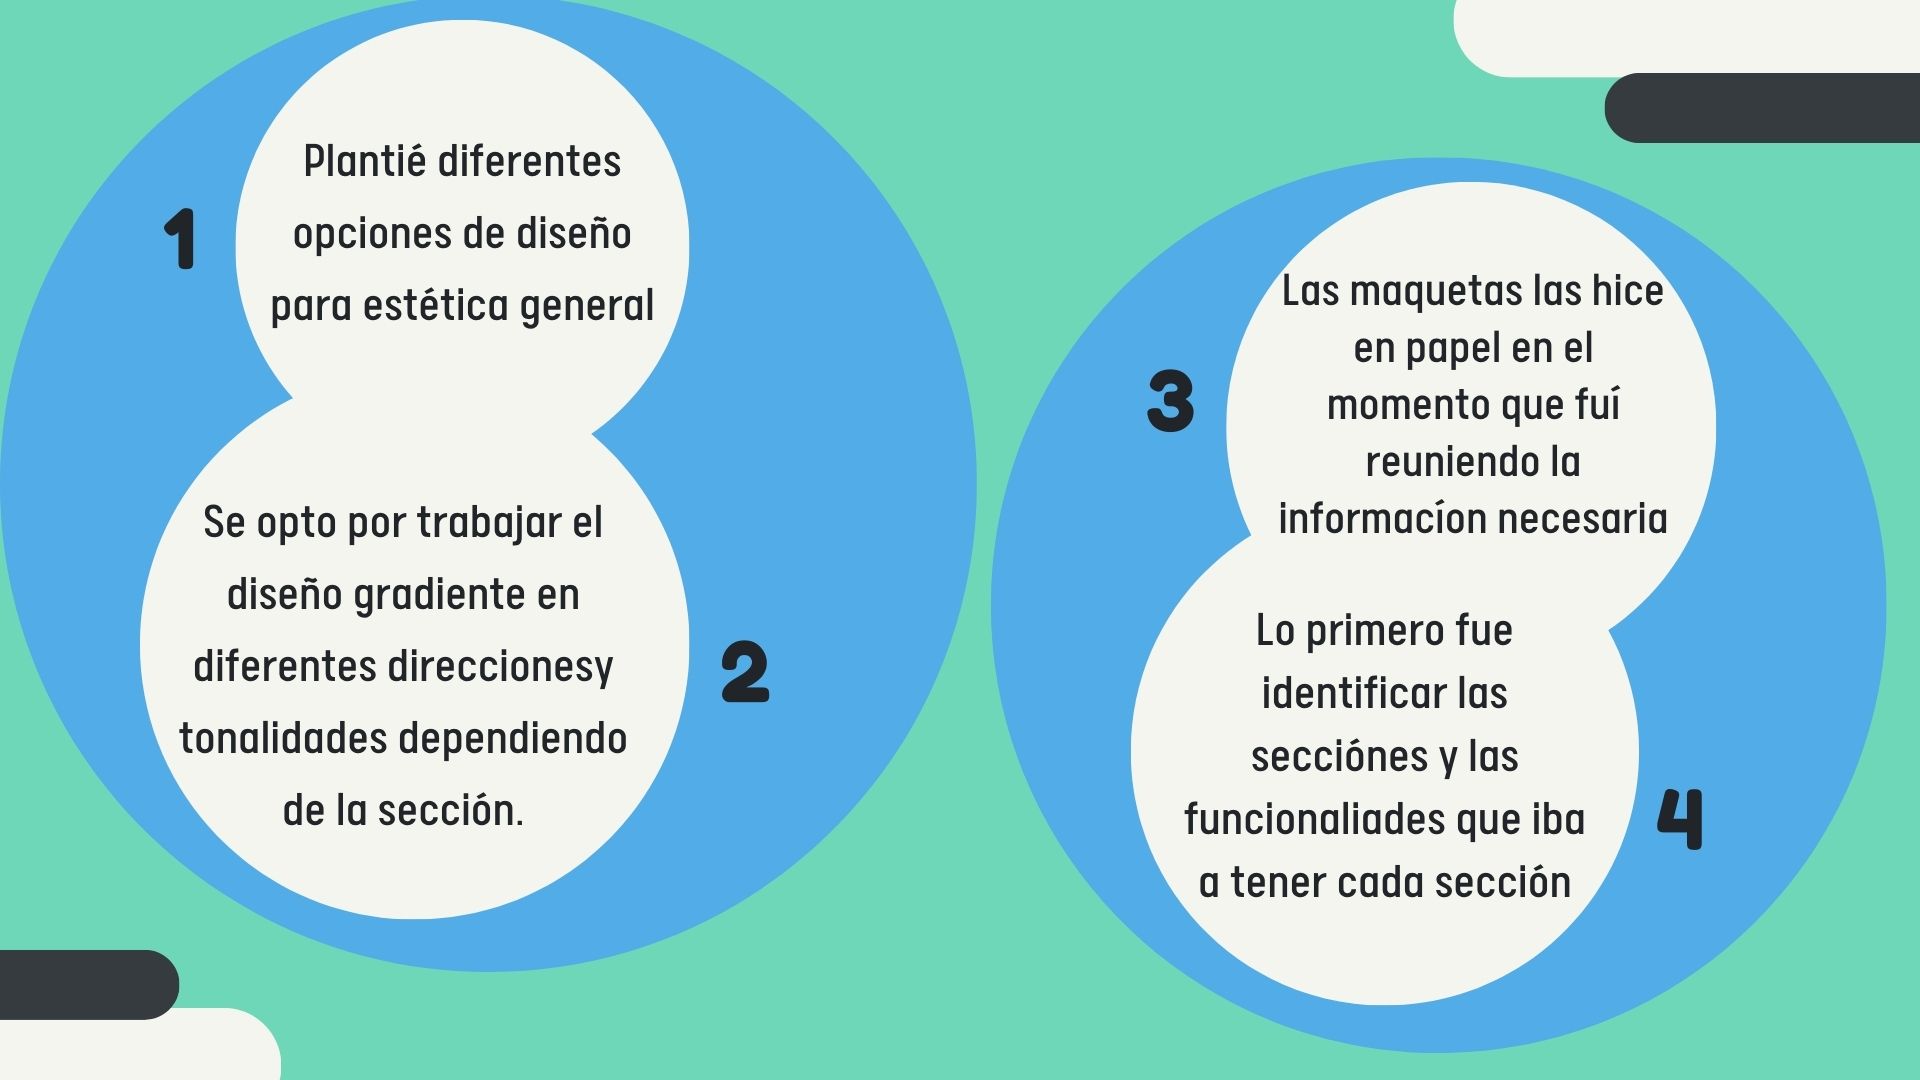 1
Plantié diferentes
opciones de diseño
para estética general
Se opto por trabajar el
diseño gradiente en
diferentes direccionesy
tonalidades dependiendo
de la sección.
2
3
Las maquetas las hice
en papel en el
momento que fuí
reuniendo la
informacíon necesaria
Lo primero fue
identificar las
secciónes y las
funcionaliades que iba
a tener cada sección
4